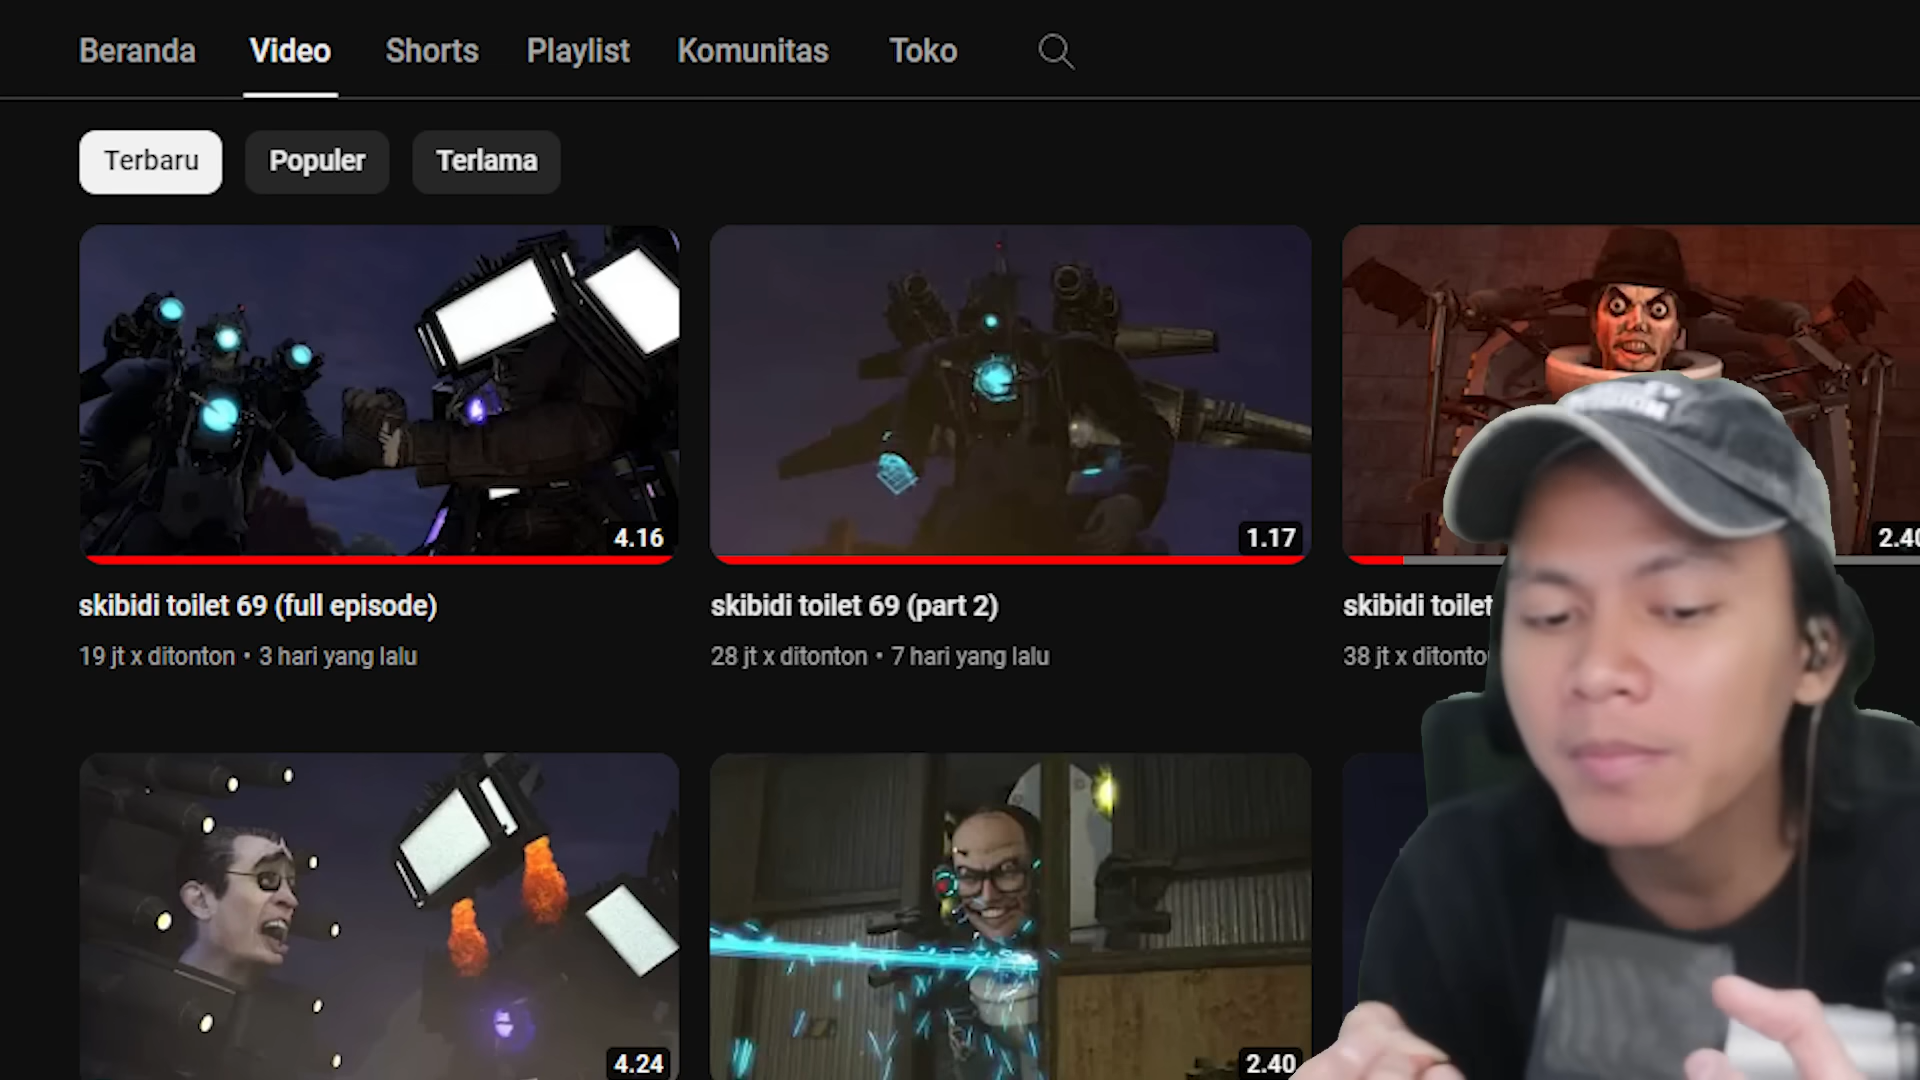 Beranda Video Shorts Playlist Komunitas Toko
Terbaru Populer Terlama
4.16
1.17
2.40
skibidi toilet 69 (full episode)
19 jt x ditonton • 3 hari yang lalu
skibidi toilet 69 (part 2)
28 jt x ditonton • 7 hari yang lalu
skibidi toilet
38 jt x ditonto
4.24
2.40